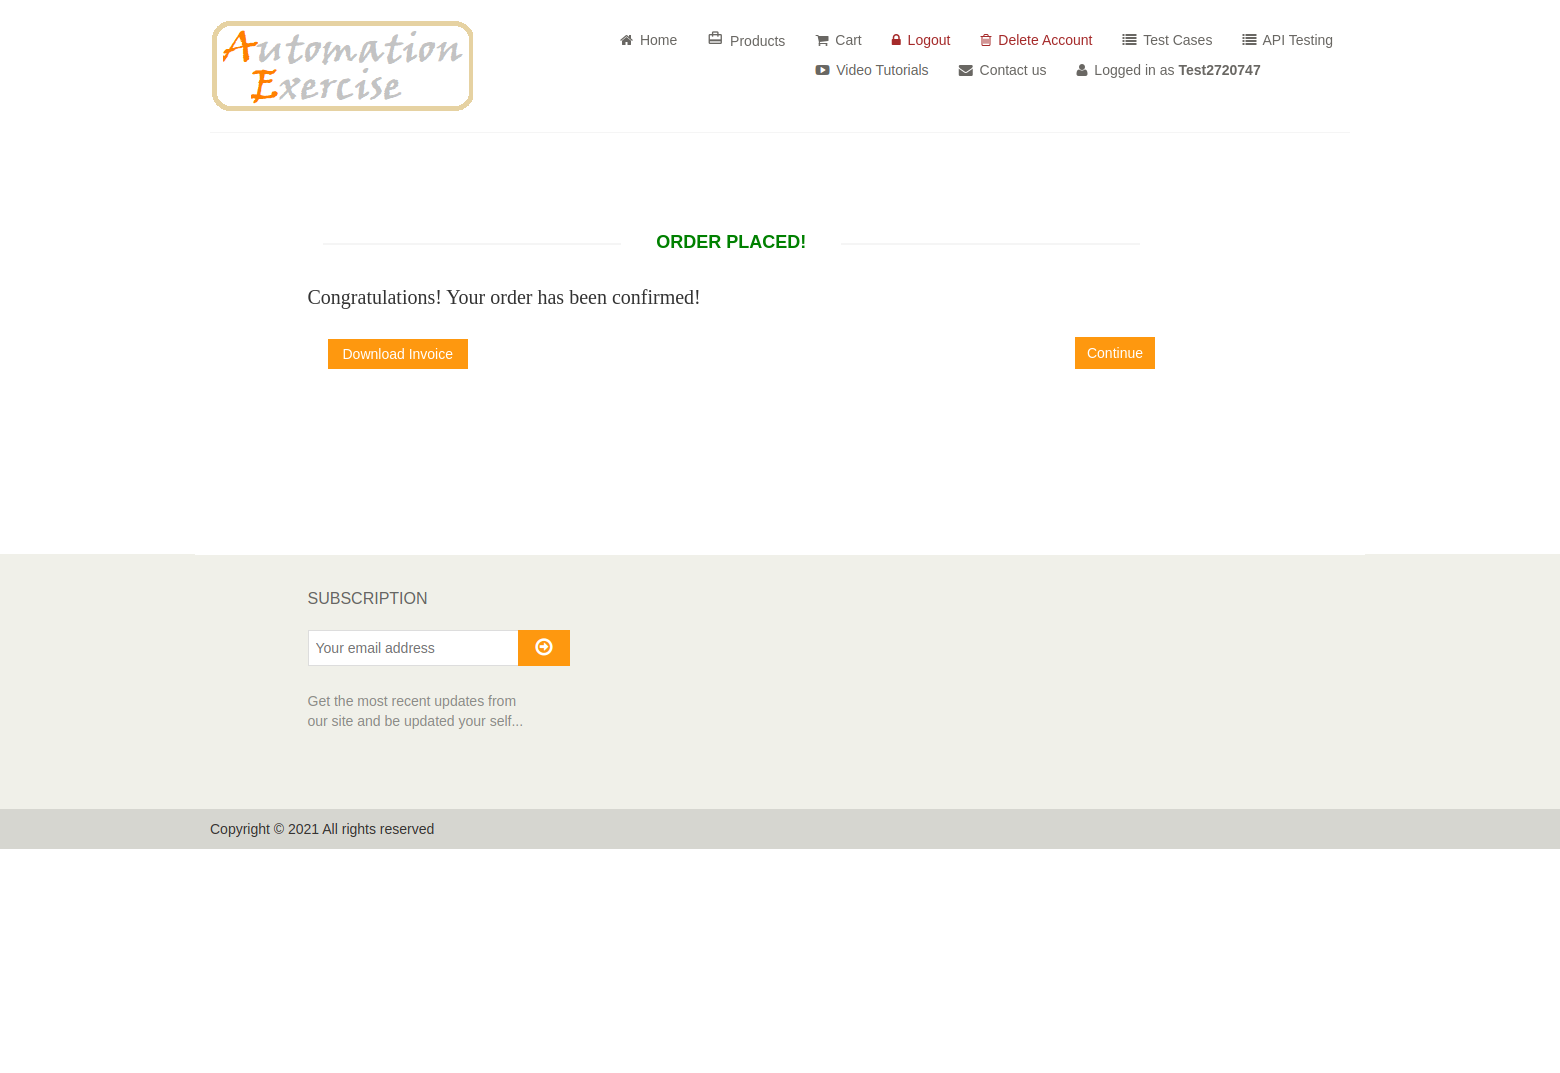 Automation
Exercise
Home Products Cart Logout Delete Account Test Cases API Testing
Video Tutorials Contact us Logged in as Test2720747
ORDER PLACED!
Congratulations! Your order has been confirmed!
Download Invoice Continue
SUBSCRIPTION
Your email address
Get the most recent updates from
our site and be updated your self...
Copyright © 2021 All rights reserved